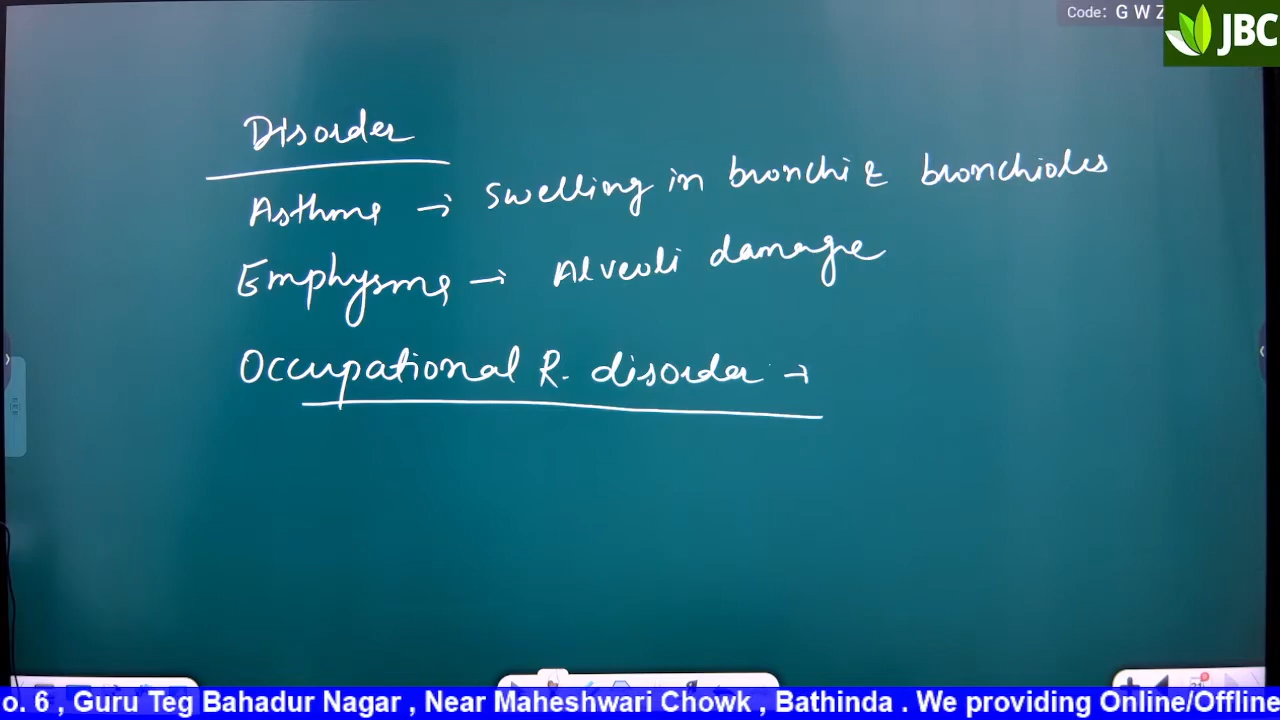 Code: G W Z
JBC
Disorder
Asthma → Swelling in bronchi & bronchioles
Emphysma → Alveoli damage
Occupational R. disorder →
o. 6 , Guru Teg Bahadur Nagar , Near Maheshwari Chowk , Bathinda . We providing Online/Offline